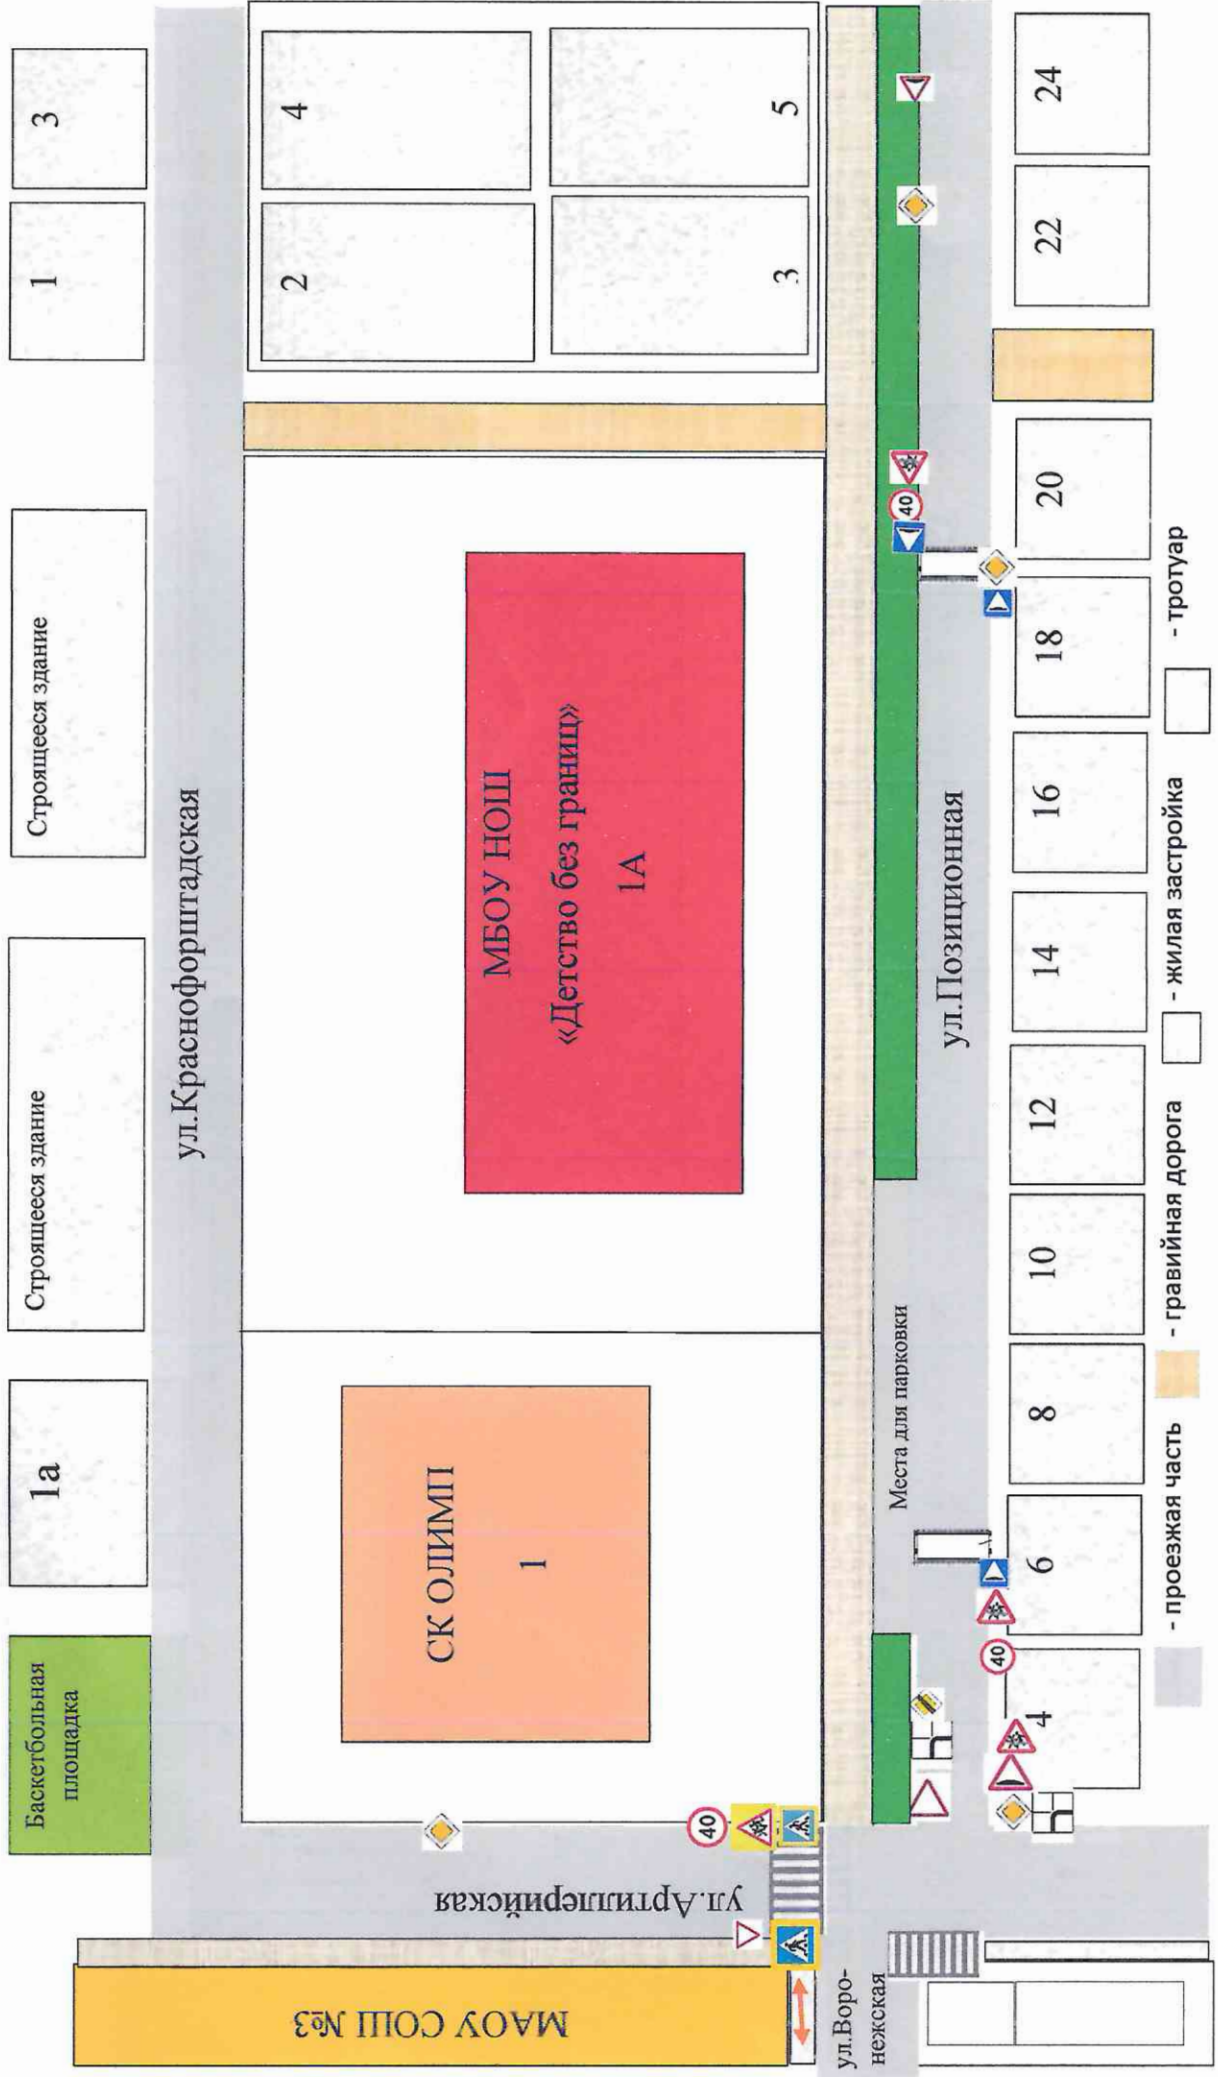 Баскетбольная
площадка
1а
Строящееся здание
Строящееся здание
1
3
ул.Краснофорштадская
МАОУ СОШ №3
ул.Артиллерийская
СК ОЛИМП
1
МБОУ НОШ
«Детство без границ»
1А
2
4
3
5
40
ул.Воро-
нежская
Места для парковки
ул.Позиционная
40
40
4
6
8
10
12
14
16
18
20
22
24
- проезжая часть
- гравийная дорога
- жилая застройка
- тротуар